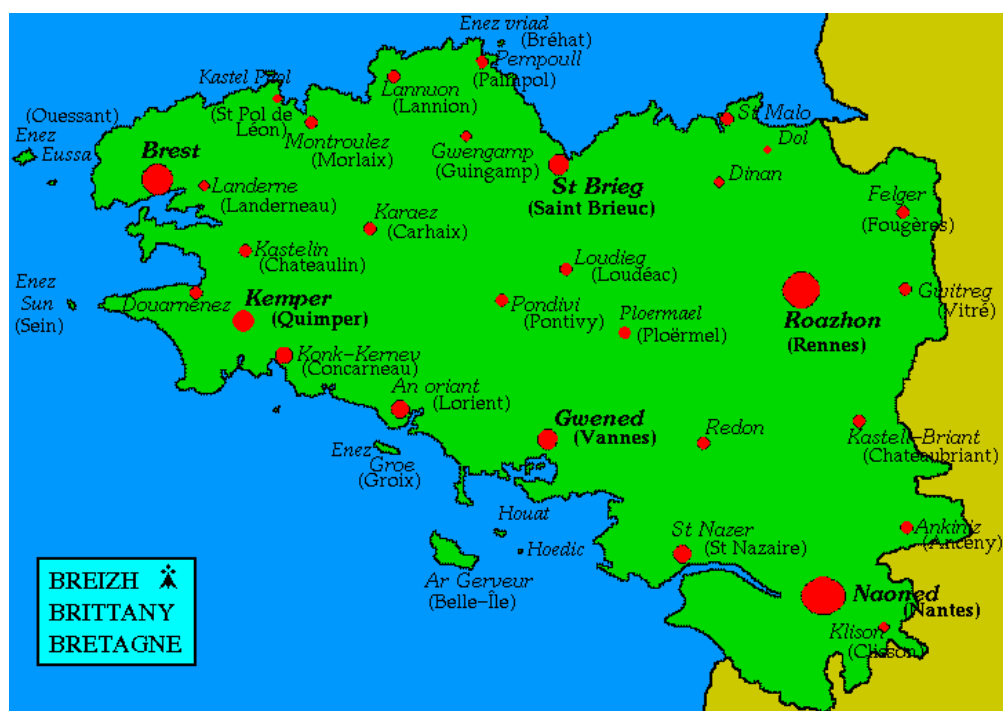 Enez vriad
(Bréhat)
Pempoull
(Paimpol)
Kastel Paol
(St Pol de
Léon)
Lannuon
(Lannion)
(Ouessant)
Enez
Eussa
Montroulez
(Morlaix)
Gwengamp
(Guingamp)
St Malo
Dol
Brest
Landerne
(Landerneau)
St Brieg
(Saint Brieuc)
Dinan
Felger
(Fougères)
Karaez
(Carhaix)
Kastelin
(Chateaulin)
Loudieg
(Loudéac)
Enez
Sun
(Sein)
Douarnenez
Kemper
(Quimper)
Pondivi
(Pontivy)
Ploermael
(Ploërmel)
Roazhon
(Rennes)
Gwitreg
(Vitré)
Konk-Kernev
(Concarneau)
An oriant
(Lorient)
Gwened
(Vannes)
Redon
Kastell-Briant
(Chateaubriant)
Enez
Groe
(Groix)
Houat
Hoedic
St Nazer
(St Nazaire)
Ankiniz
(Anceny)
Ar Gerveur
(Belle-Île)
Naoned
(Nantes)
Klison
(Clisson)
BREIZH
BRITTANY
BRETAGNE